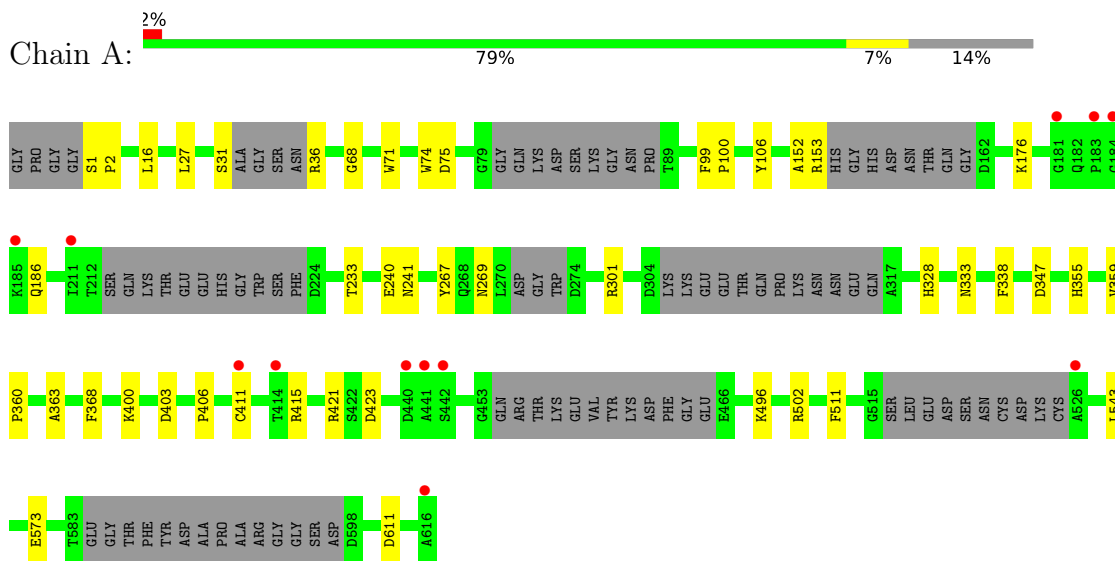 2%
Chain A:
79% 7% 14%
GLY PRO GLY GLY S1 P2 L16 L27 S31 ALA GLY SER ASN R36 G68 W71 W74 D75 G79 GLY GLN LYS ASP SER LYS GLY ASN PRO T89 F99 P100 Y106 A152 R153 HIS GLY HIS ASP ASN THR GLN GLY D162 K176 G181 Q182 P183 G184
K185 Q186 I211 T212 SER GLN LYS THR GLU GLU HIS GLY TRP SER PHE D224 T233 E240 N241 Y267 Q268 N269 L270 ASP GLY TRP D274 R301 D304 LYS LYS GLU GLU THR GLN PRO LYS ASN ASN GLU GLN A317 H328 N333 F338 D347 H355
P360 A363 F368 K400 D403 P406 C411 T414 R415 R421 S422 D423 D440 A441 S442 G453 GLN ARG THR LYS GLU VAL TYR LYS ASP PHE GLY GLU E466 K496 R502 F511 G515 SER LEU GLU ASP SER ASN CYS ASP LYS CYS A526
E573 T583 GLU GLY THR PHE TYR ASP ALA PRO ALA ARG GLY GLY SER ASP D598 D611 A616